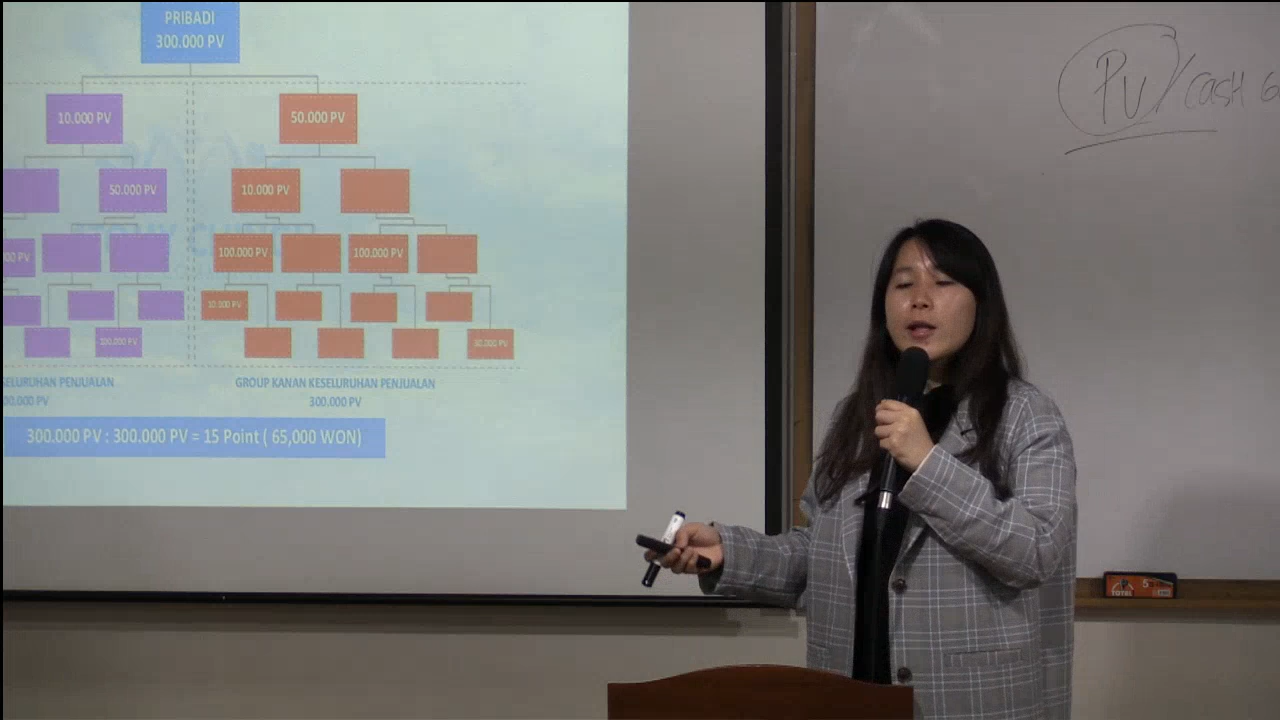 PRIBADI
300.000 PV
10.000 PV
50.000 PV
50.000 PV
10.000 PV
100.000 PV
100.000 PV
GROUP KANAN KESELURUHAN PENJUALAN
300.000 PV
300.000 PV : 300.000 PV = 15 Point ( 65,000 WON)
PV / CASH
TOTAL